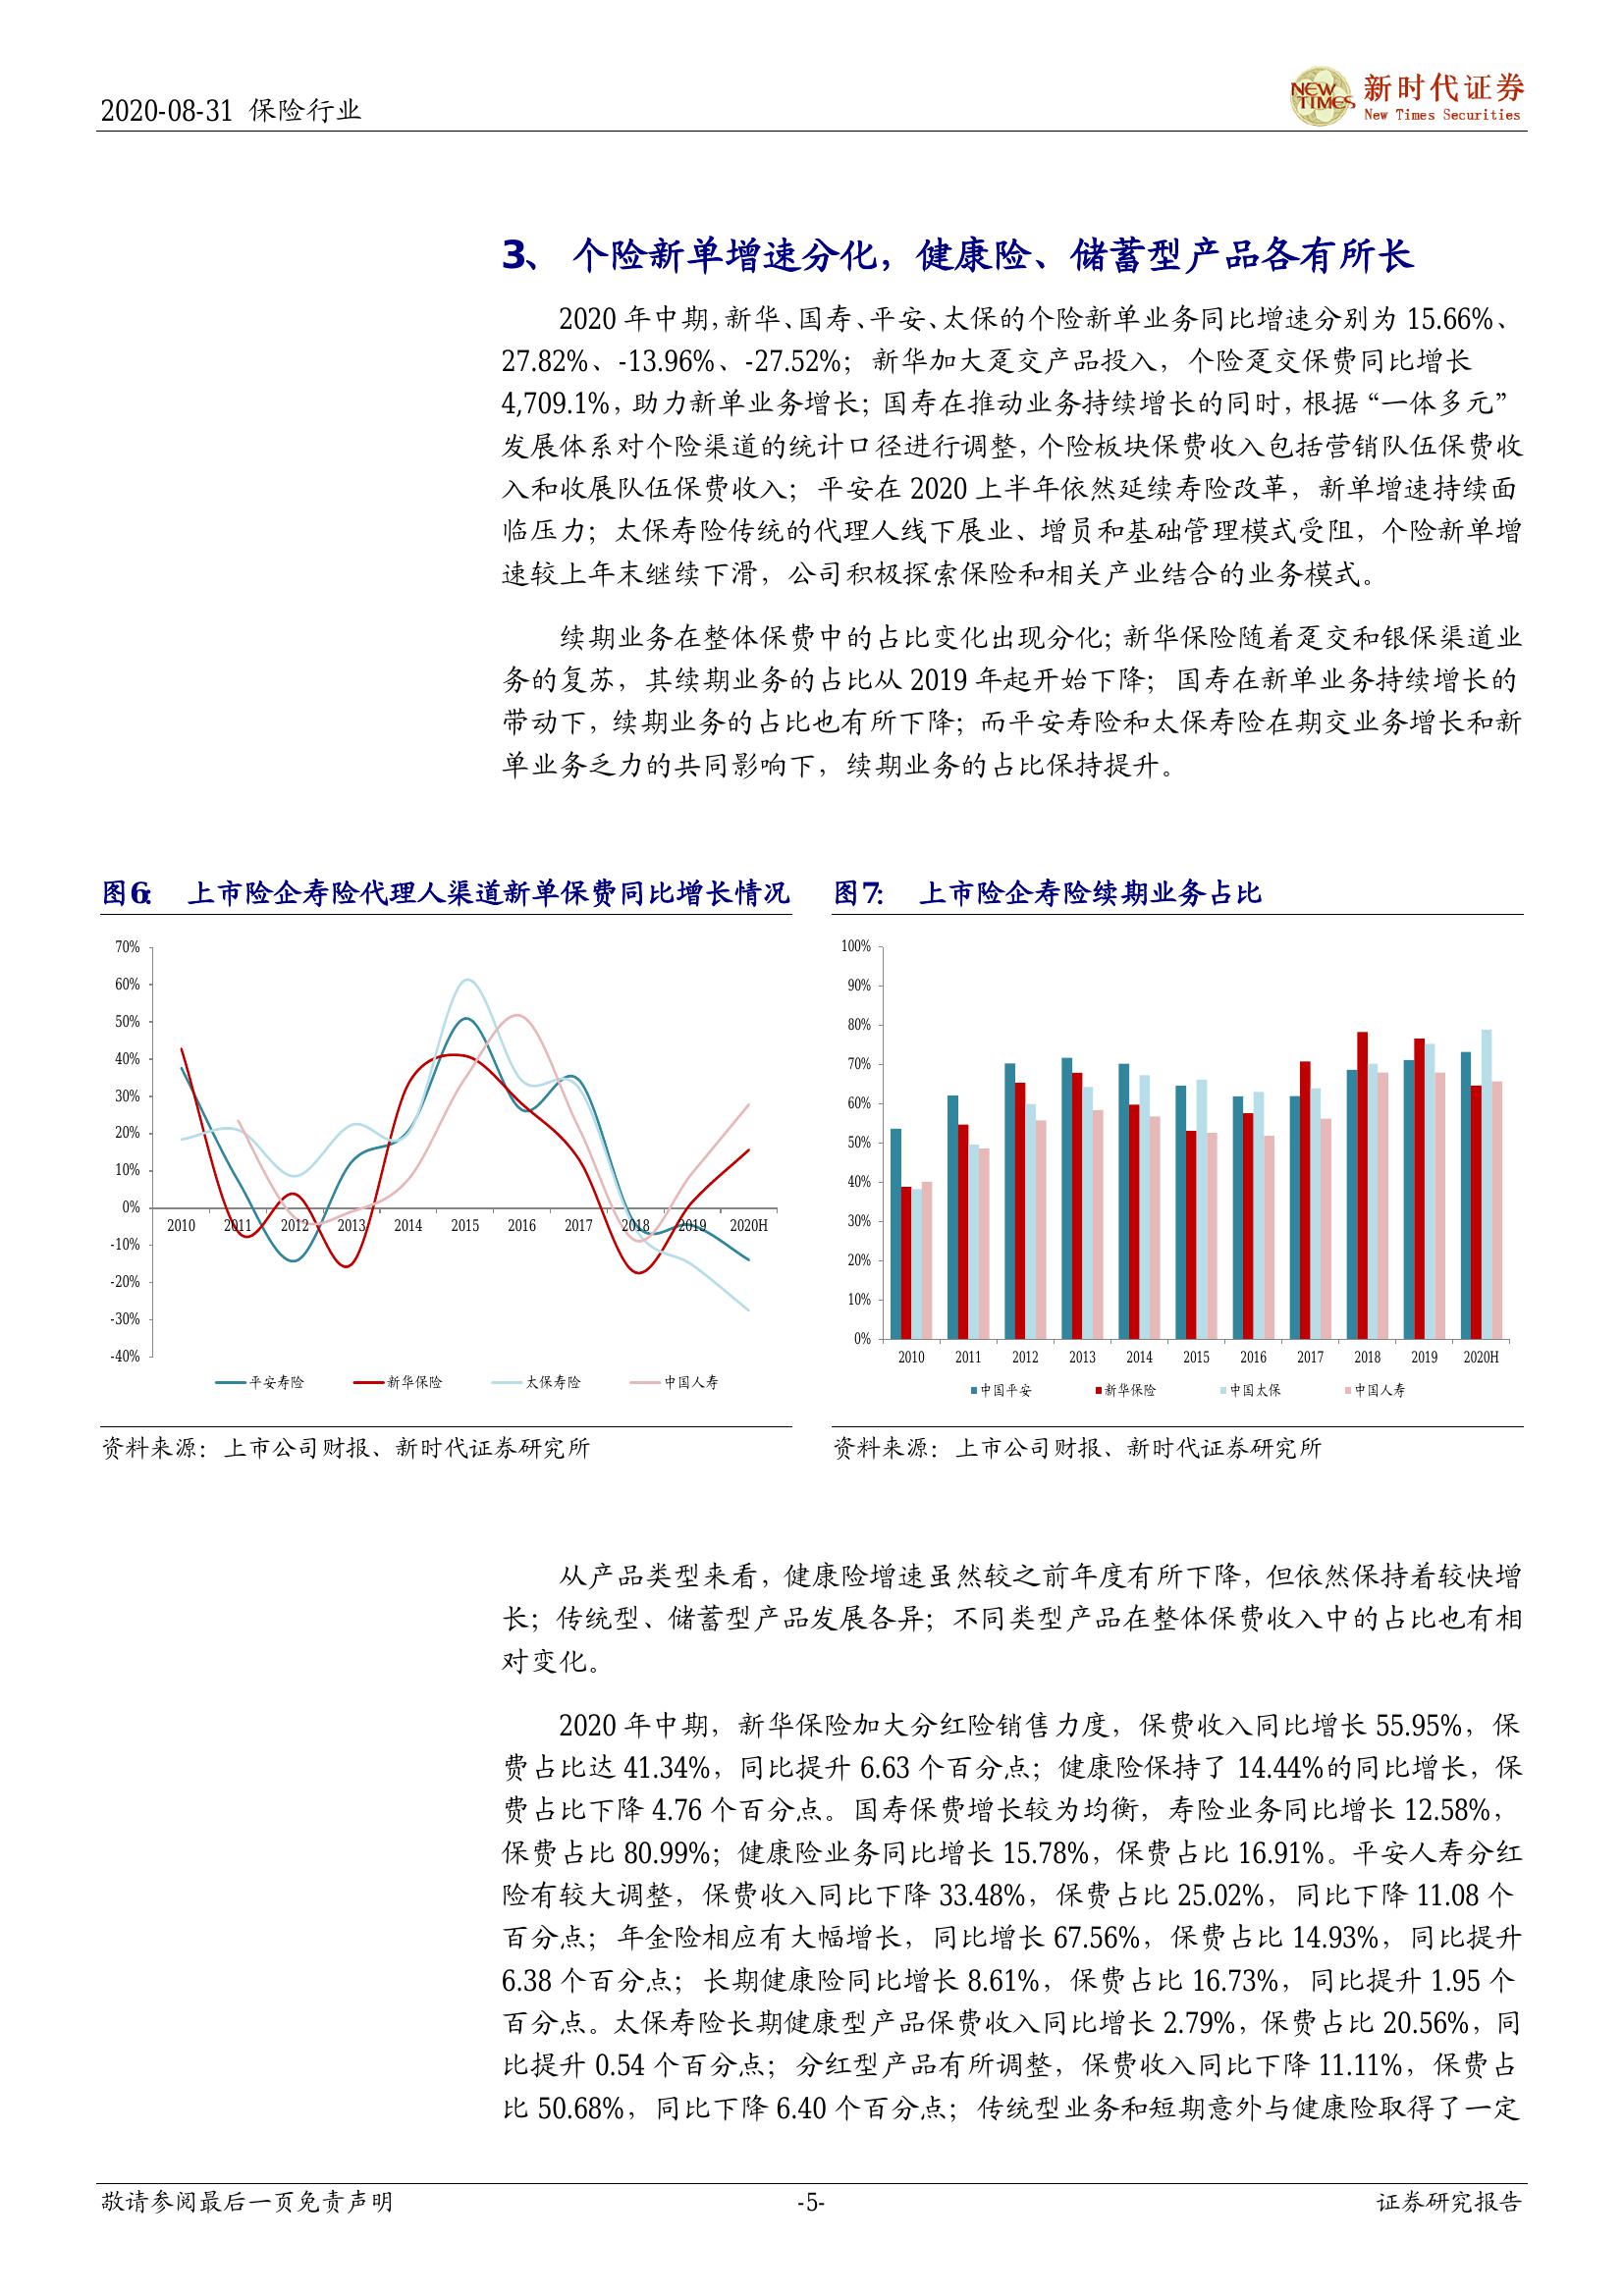 2020-08-31 保险行业
NEW TIMES
新时代证券
New Times Securities
3、 个险新单增速分化，健康险、储蓄型产品各有所长
2020 年中期，新华、国寿、平安、太保的个险新单业务同比增速分别为 15.66%、
27.82%、-13.96%、-27.52%；新华加大趸交产品投入，个险趸交保费同比增长
4,709.1%，助力新单业务增长；国寿在推动业务持续增长的同时，根据 “一体多元”
发展体系对个险渠道的统计口径进行调整，个险板块保费收入包括营销队伍保费收
入和收展队伍保费收入；平安在 2020 上半年依然延续寿险改革，新单增速持续面
临压力；太保寿险传统的代理人线下展业、增员和基础管理模式受阻，个险新单增
速较上年末继续下滑，公司积极探索保险和相关产业结合的业务模式。
续期业务在整体保费中的占比变化出现分化；新华保险随着趸交和银保渠道业
务的复苏，其续期业务的占比从 2019 年起开始下降；国寿在新单业务持续增长的
带动下，续期业务的占比也有所下降；而平安寿险和太保寿险在期交业务增长和新
单业务乏力的共同影响下，续期业务的占比保持提升。
图6： 上市险企寿险代理人渠道新单保费同比增长情况
70%
60%
50%
40%
30%
20%
10%
0%
-10%
-20%
-30%
-40%
2010 2011 2012 2013 2014 2015 2016 2017 2018 2019 2020H
平安寿险 新华保险 太保寿险 中国人寿
资料来源：上市公司财报、新时代证券研究所
图7： 上市险企寿险续期业务占比
100%
90%
80%
70%
60%
50%
40%
30%
20%
10%
0%
2010 2011 2012 2013 2014 2015 2016 2017 2018 2019 2020H
中国平安 新华保险 中国太保 中国人寿
资料来源：上市公司财报、新时代证券研究所
从产品类型来看，健康险增速虽然较之前年度有所下降，但依然保持着较快增
长；传统型、储蓄型产品发展各异；不同类型产品在整体保费收入中的占比也有相
对变化。
2020 年中期，新华保险加大分红险销售力度，保费收入同比增长 55.95%，保
费占比达 41.34%，同比提升 6.63 个百分点；健康险保持了 14.44%的同比增长，保
费占比下降 4.76 个百分点。国寿保费增长较为均衡，寿险业务同比增长 12.58%，
保费占比 80.99%；健康险业务同比增长 15.78%，保费占比 16.91%。平安人寿分红
险有较大调整，保费收入同比下降 33.48%，保费占比 25.02%，同比下降 11.08 个
百分点；年金险相应有大幅增长，同比增长 67.56%，保费占比 14.93%，同比提升
6.38 个百分点；长期健康险同比增长 8.61%，保费占比 16.73%，同比提升 1.95 个
百分点。太保寿险长期健康型产品保费收入同比增长 2.79%，保费占比 20.56%，同
比提升 0.54 个百分点；分红型产品有所调整，保费收入同比下降 11.11%，保费占
比 50.68%，同比下降 6.40 个百分点；传统型业务和短期意外与健康险取得了一定
敬请参阅最后一页免责声明
-5-
证券研究报告